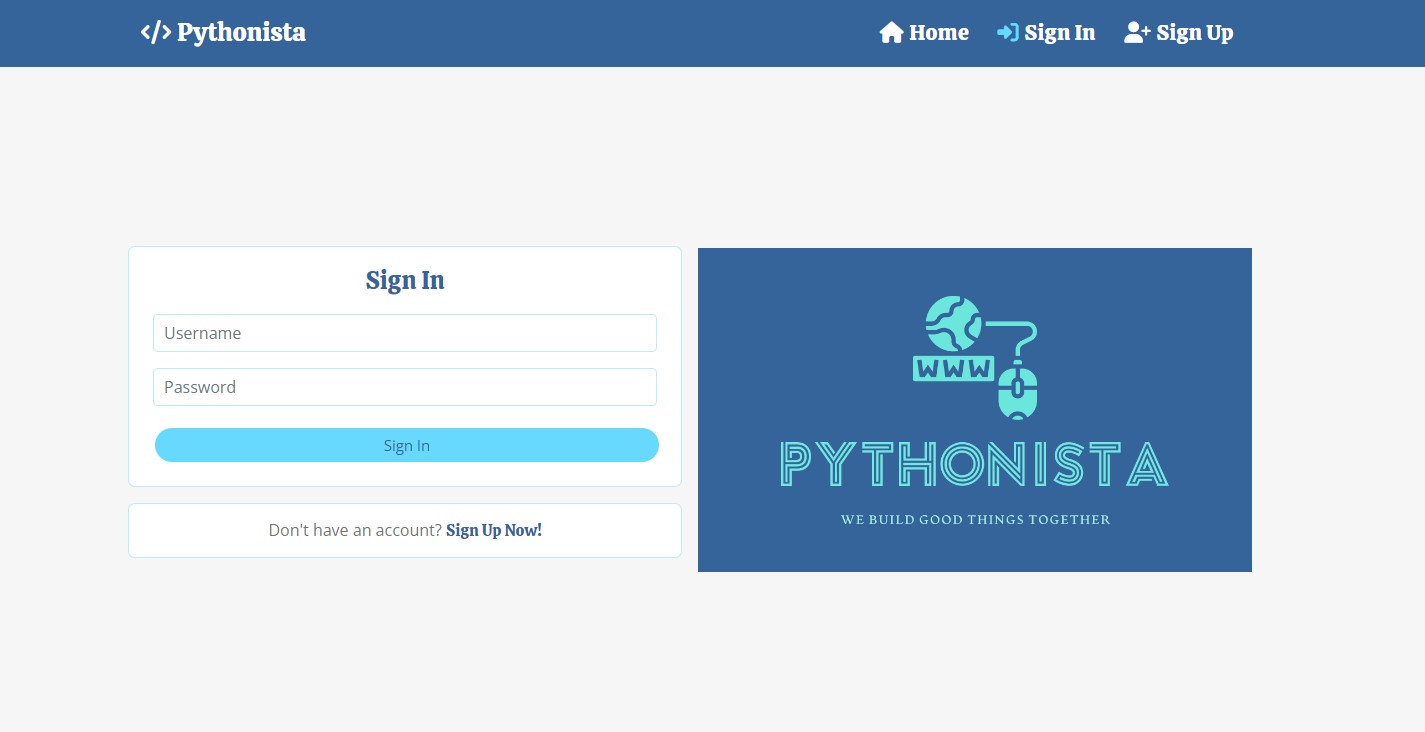 </> Pythonista
Home Sign In Sign Up
Sign In
Username
Password
Sign In
Don't have an account? Sign Up Now!
WWW
PYTHONISTA
WE BUILD GOOD THINGS TOGETHER